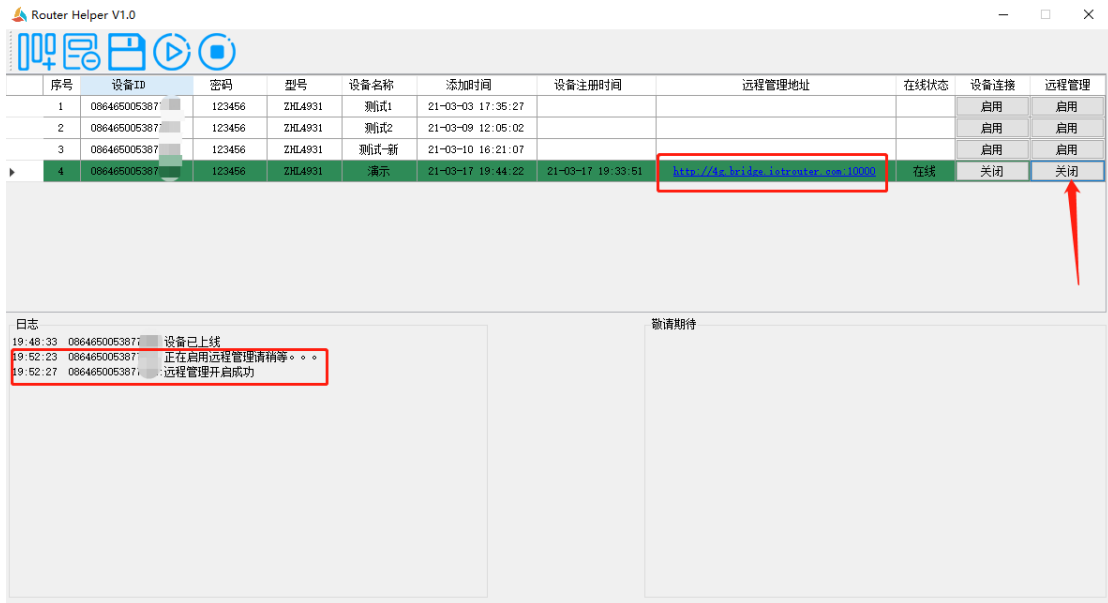 Router Helper V1.0
序号 设备ID 密码 型号 设备名称 添加时间 设备注册时间 远程管理地址 在线状态 设备连接 远程管理
1 086465005387 123456 ZHL4931 测试1 21-03-03 17:35:27 启用 启用
2 086465005387 123456 ZHL4931 测试2 21-03-09 12:05:02 启用 启用
3 086465005387 123456 ZHL4931 测试-新 21-03-10 16:21:07 启用 启用
4 086465005387 123456 ZHL4931 演示 21-03-17 19:44:22 21-03-17 19:33:51 http://4g.bridge.iotrouter.com:10000 在线 关闭 关闭
日志
19:48:33 086465005387 设备已上线
19:52:23 086465005387 正在启用远程管理请稍等。。。
19:52:27 086465005387 :远程管理开启成功
敬请期待